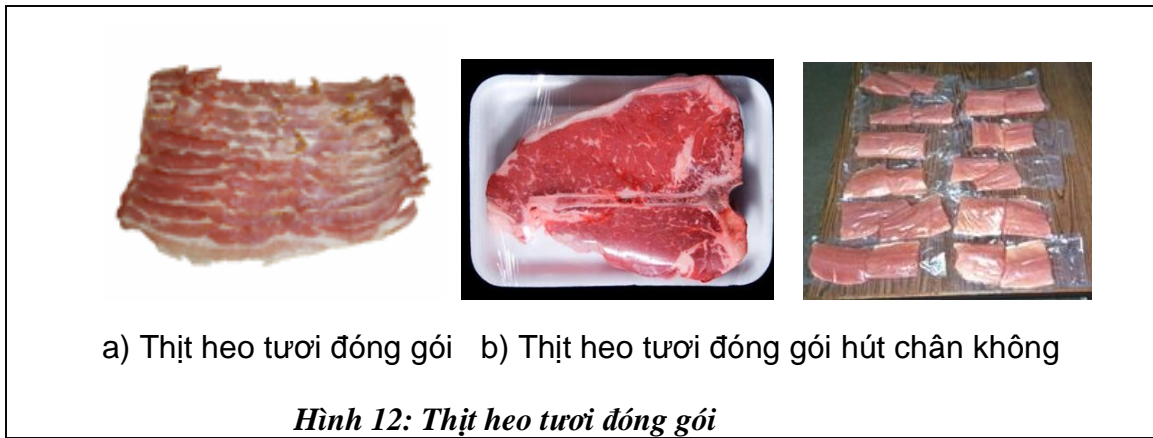 a) Thịt heo tươi đóng gói b) Thịt heo tươi đóng gói hút chân không
Hình 12: Thịt heo tươi đóng gói